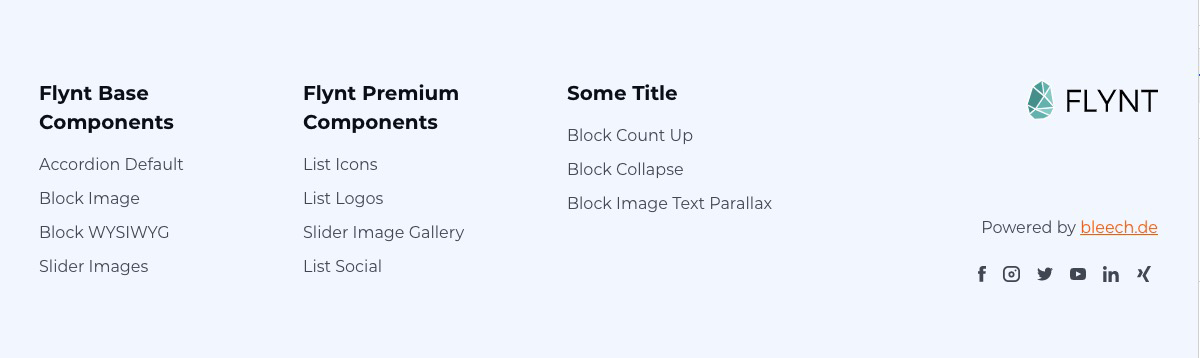 Flynt Base
Components
Accordion Default
Block Image
Block WYSIWYG
Slider Images
Flynt Premium
Components
List Icons
List Logos
Slider Image Gallery
List Social
Some Title
Block Count Up
Block Collapse
Block Image Text Parallax
FLYNT
Powered by bleech.de